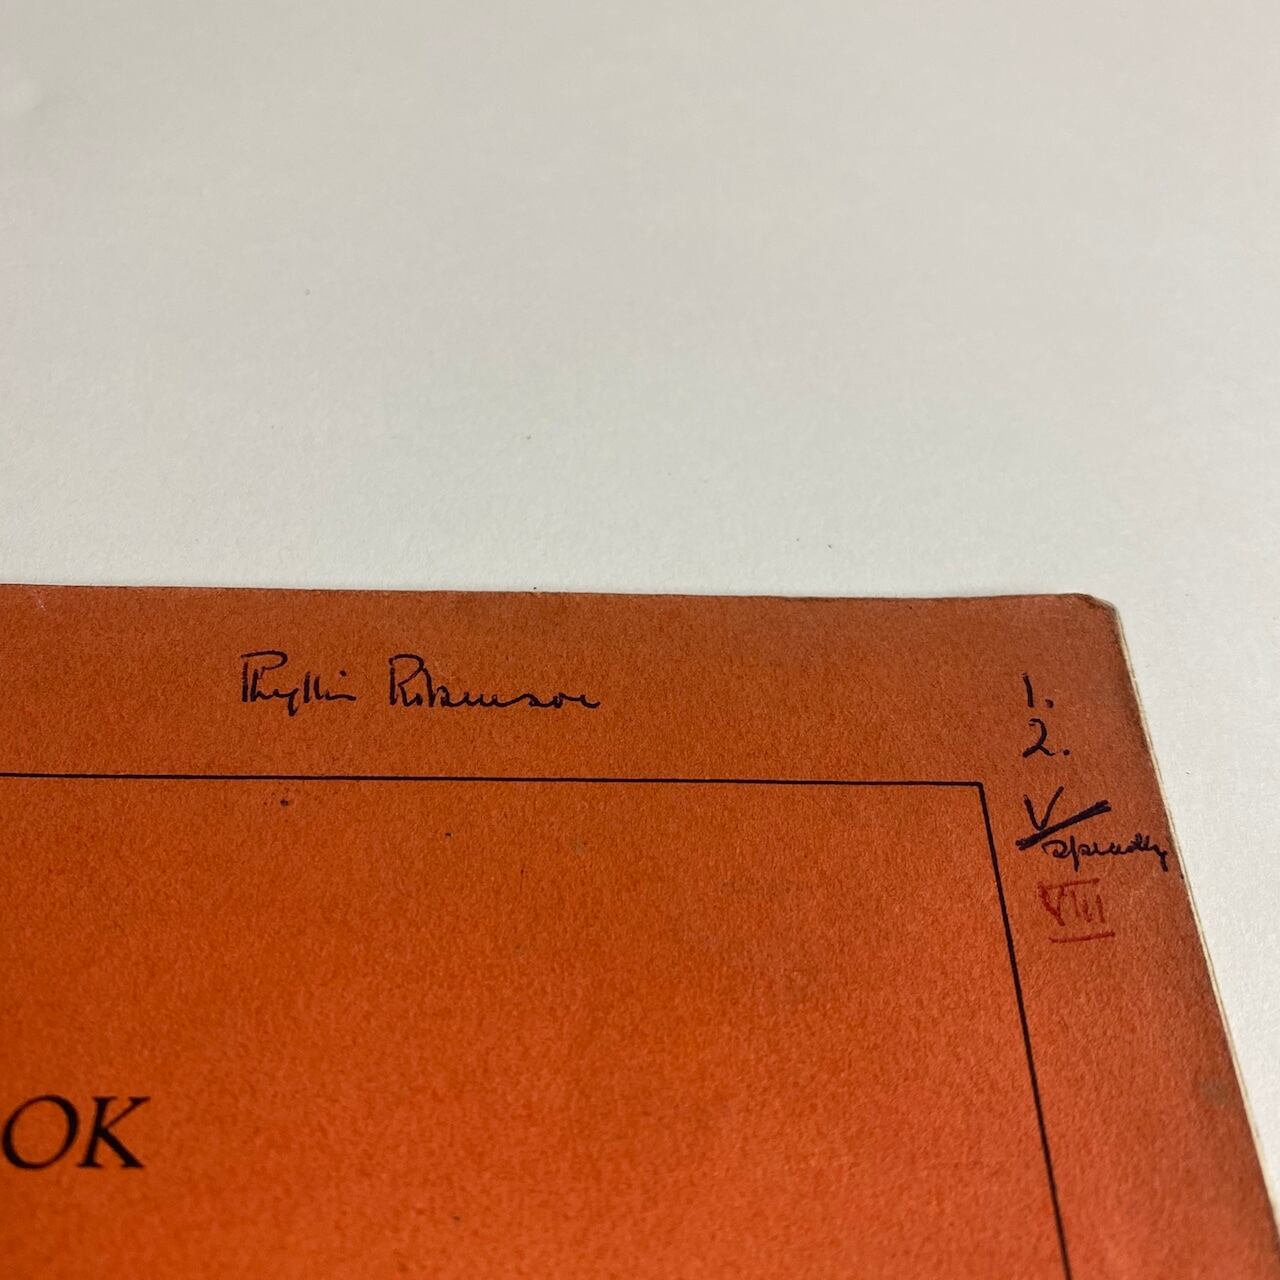 Phyllis Robinson
1.
2.
V
specially
VIII
OK